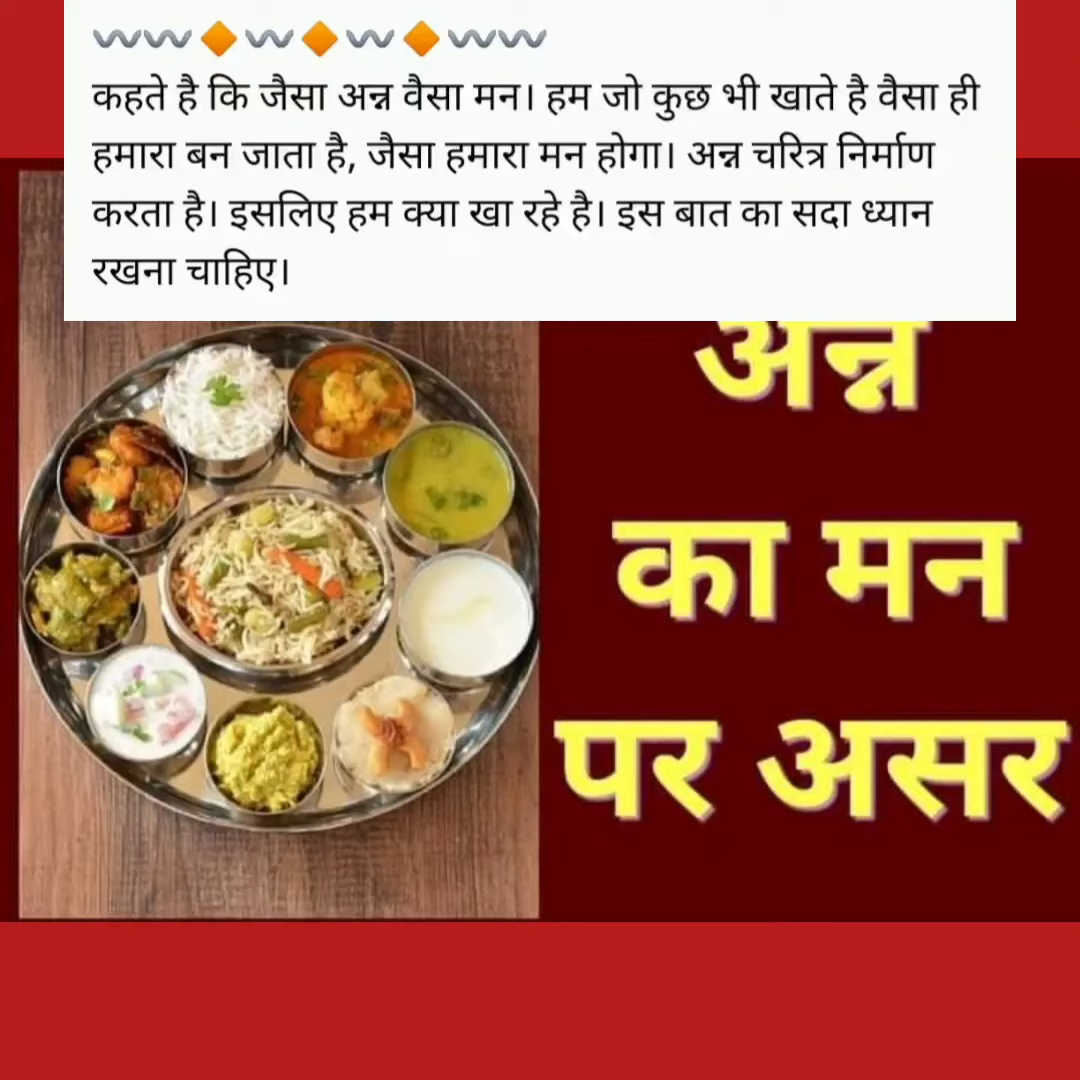 〰️〰️🔶〰️🔶〰️🔶〰️〰️
कहते है कि जैसा अन्न वैसा मन। हम जो कुछ भी खाते है वैसा ही
हमारा बन जाता है, जैसा हमारा मन होगा। अन्न चरित्र निर्माण
करता है। इसलिए हम क्या खा रहे है। इस बात का सदा ध्यान
रखना चाहिए।
अन्न
का मन
पर असर